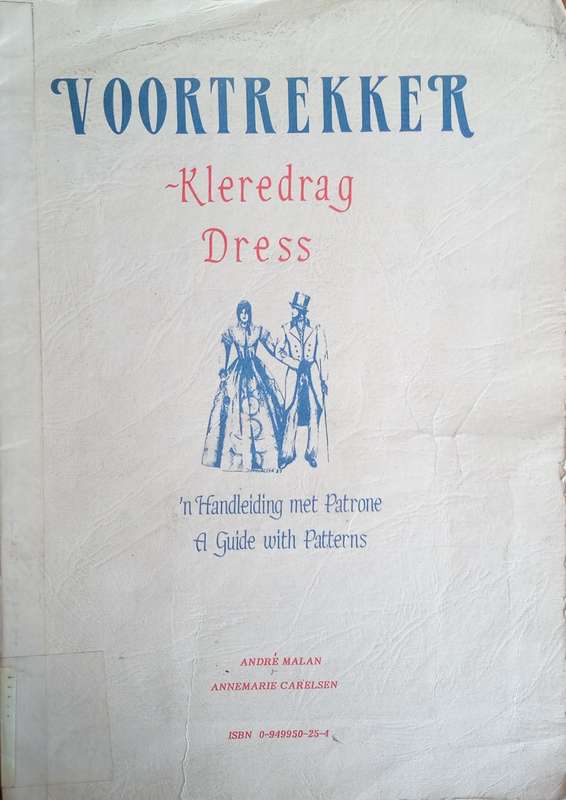 VOORTREKKER
~Kleredrag
Dress
'n Handleiding met Patrone
A Guide with Patterns
ANDRÉ MALAN
ANNEMARIE CARELSEN
ISBN 0-949950-25-4